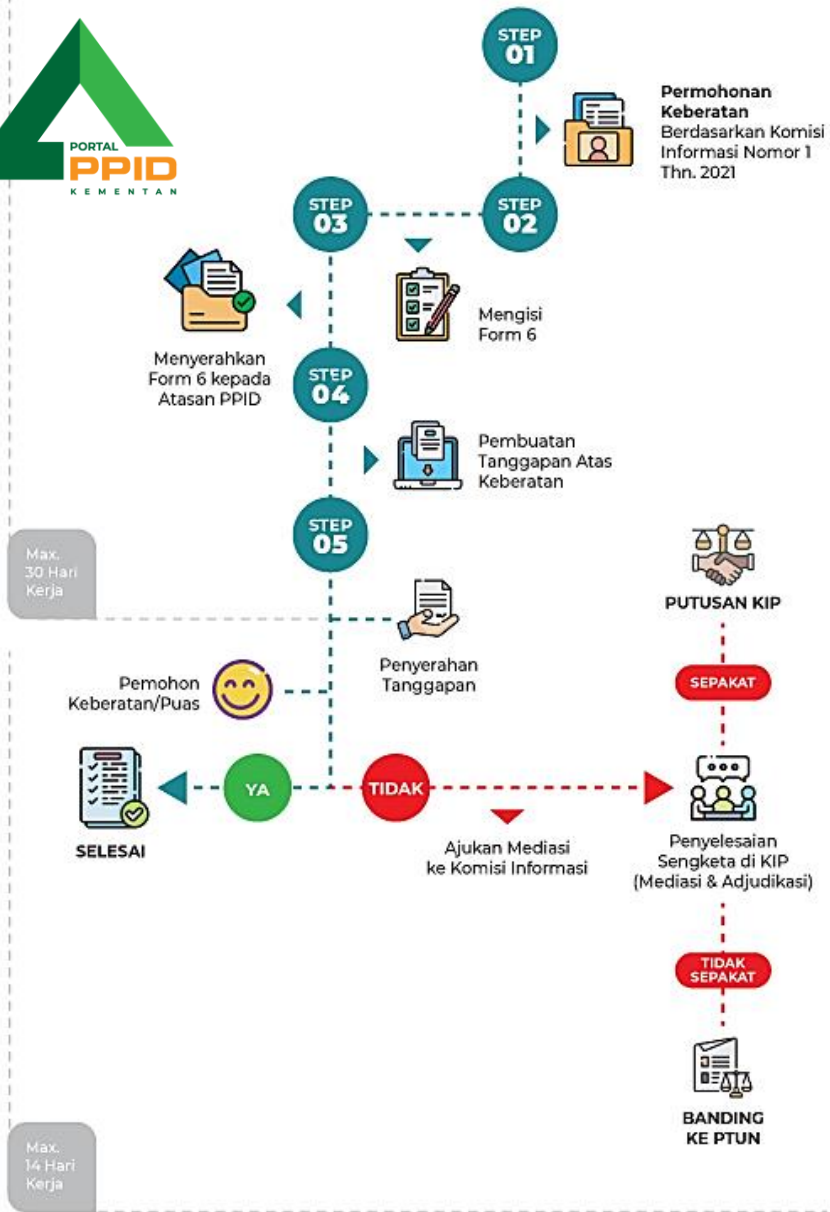 PORTAL
PPID
KEMENTAN
STEP
01
Permohonan
Keberatan
Berdasarkan Komisi
Informasi Nomor 1
Thn. 2021
STEP
02
STEP
03
Mengisi
Form 6
Menyerahkan
Form 6 kepada
Atasan PPID
STEP
04
Pembuatan
Tanggapan Atas
Keberatan
STEP
05
Max.
30 Hari
Kerja
Penyerahan
Tanggapan
PUTUSAN KIP
SEPAKAT
Pemohon
Keberatan/Puas
YA
TIDAK
SELESAI
Ajukan Mediasi
ke Komisi Informasi
Penyelesaian
Sengketa di KIP
(Mediasi & Adjudikasi)
TIDAK
SEPAKAT
BANDING
KE PTUN
Max.
14 Hari
Kerja